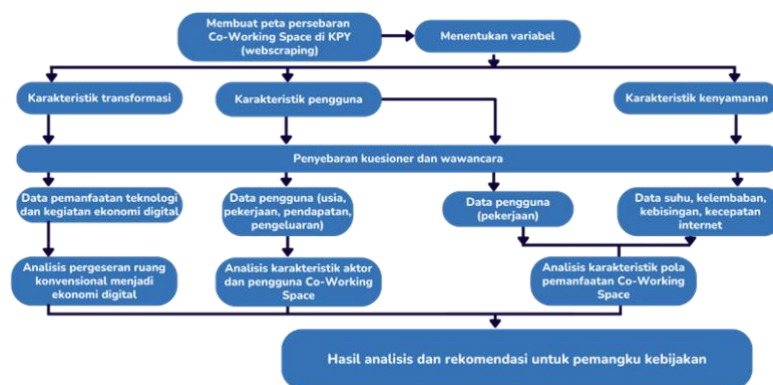 Membuat peta persebaran
Co-Working Space di KPY
(webscraping)
Menentukan variabel
Karakteristik transformasi
Karakteristik pengguna
Karakteristik kenyamanan
Penyebaran kuesioner dan wawancara
Data pemanfaatan teknologi
dan kegiatan ekonomi digital
Data pengguna (usia,
pekerjaan, pendapatan,
pengeluaran)
Data pengguna
(pekerjaan)
Data suhu, kelembaban,
kebisingan, kecepatan
internet
Analisis pergeseran ruang
konvensional menjadi
ekonomi digital
Analisis karakteristik aktor
dan pengguna Co-Working
Space
Analisis karakteristik pola
pemanfaatan Co-Working
Space
Hasil analisis dan rekomendasi untuk pemangku kebijakan